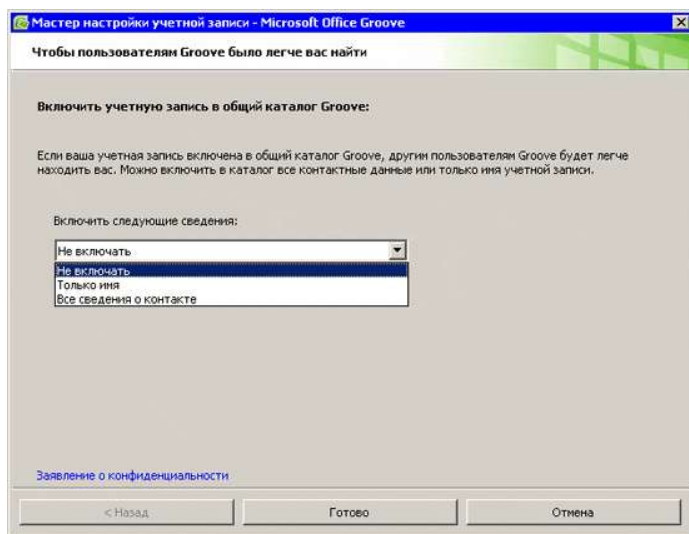 Мастер настройки учетной записи - Microsoft Office Groove
Чтобы пользователям Groove было легче вас найти
Включить учетную запись в общий каталог Groove:
Если ваша учетная запись включена в общий каталог Groove, другим пользователям Groove будет легче
находить вас. Можно включить в каталог все контактные данные или только имя учетной записи.
Включить следующие сведения:
Не включать
Не включать
Только имя
Все сведения о контакте
Заявление о конфиденциальности
< Назад Готово Отмена